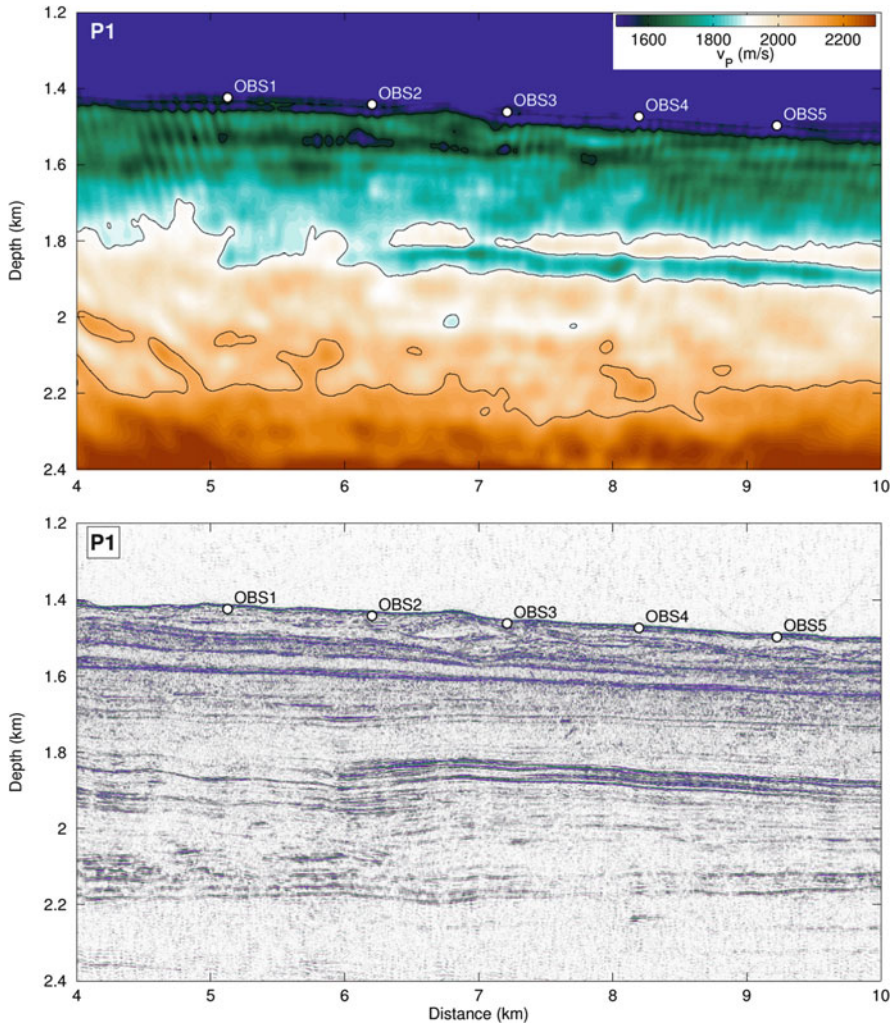 1.2
P1
1600 1800 2000 2200
v_P (m/s)
1.4
OBS1
OBS2
OBS3
OBS4
OBS5
1.6
Depth (km)
1.8
2
2.2
2.4
4 5 6 7 8 9 10
1.2
P1
1.4
OBS1
OBS2
OBS3
OBS4
OBS5
1.6
Depth (km)
1.8
2
2.2
2.4
4 5 6 7 8 9 10
Distance (km)